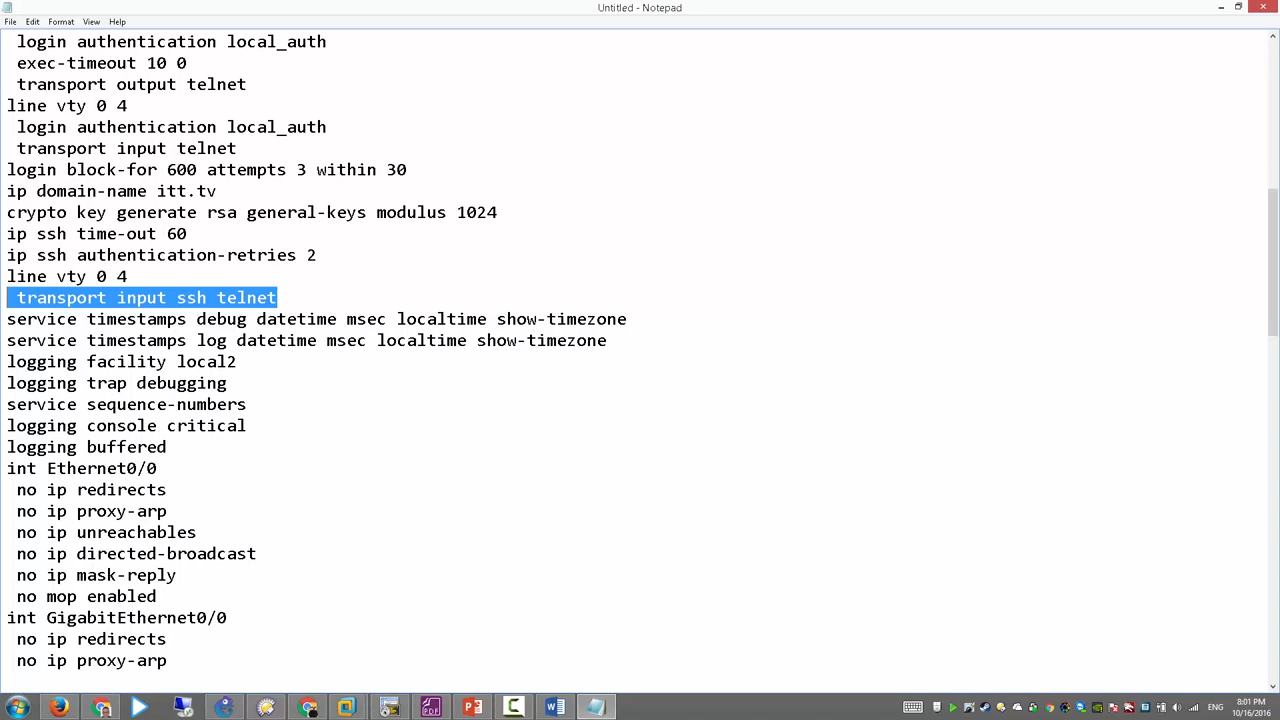 Untitled - Notepad
File Edit Format View Help
login authentication local_auth
exec-timeout 10 0
transport output telnet
line vty 0 4
login authentication local_auth
transport input telnet
login block-for 600 attempts 3 within 30
ip domain-name itt.tv
crypto key generate rsa general-keys modulus 1024
ip ssh time-out 60
ip ssh authentication-retries 2
line vty 0 4
transport input ssh telnet
service timestamps debug datetime msec localtime show-timezone
service timestamps log datetime msec localtime show-timezone
logging facility local2
logging trap debugging
service sequence-numbers
logging console critical
logging buffered
int Ethernet0/0
no ip redirects
no ip proxy-arp
no ip unreachables
no ip directed-broadcast
no ip mask-reply
no mop enabled
int GigabitEthernet0/0
no ip redirects
no ip proxy-arp
ENG
8:01 PM
10/16/2016